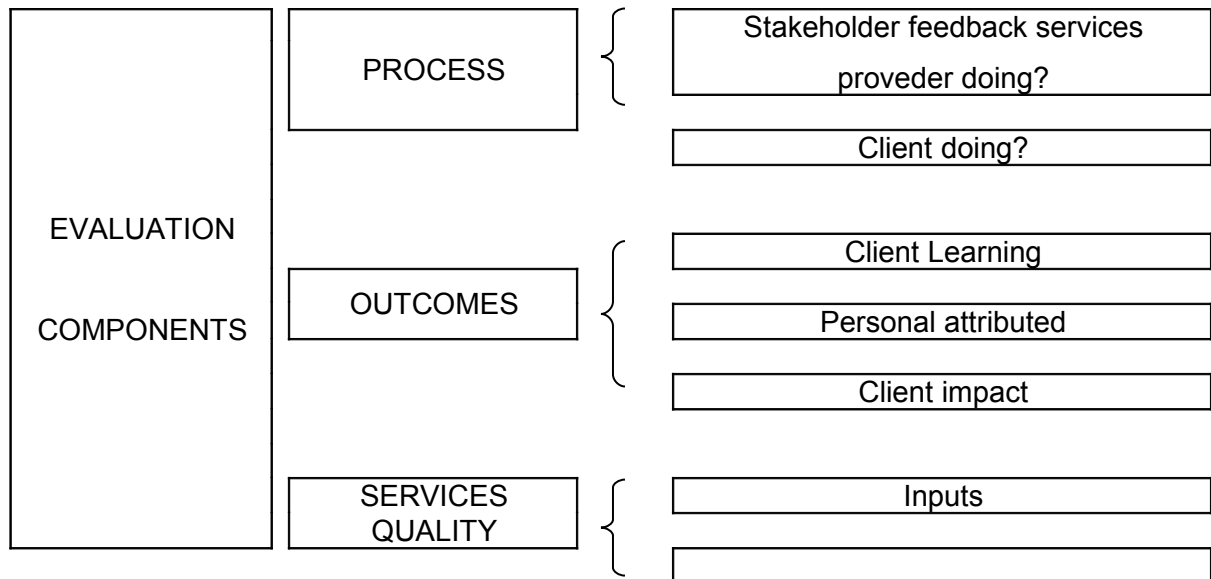 EVALUATION
COMPONENTS
PROCESS
Stakeholder feedback services
proveder doing?
Client doing?
OUTCOMES
Client Learning
Personal attributed
Client impact
SERVICES
QUALITY
Inputs